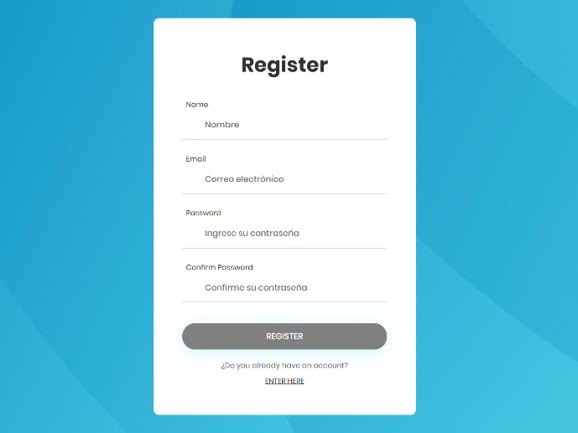 Register
Name
Nombre
Email
Correo electrónico
Password
Ingrese su contraseña
Confirm Password
Confirme su contraseña
REGISTER
¿Do you already have an account?
ENTER HERE